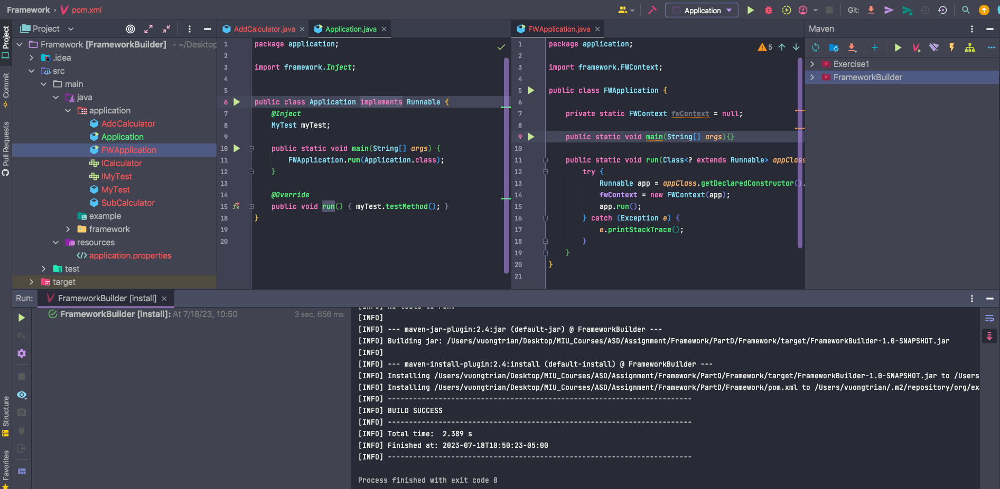 Framework › pom.xml
Application
Git:
Project
Commit
Pull Requests
Structure
Favorites
Project
Framework [FrameworkBuilder] - ~/Desktop
.idea
src
main
java
application
AddCalculator
Application
FWApplication
ICalculator
IMyTest
MyTest
SubCalculator
example
framework
resources
application.properties
test
target
AddCalculator.java
Application.java
1 package application;
2
3 import framework.Inject;
4
5
6 public class Application implements Runnable {
7 @Inject
8 MyTest myTest;
9
10 public static void main(String[] args) {
11 FWApplication.run(Application.class);
12 }
13
14 @Override
15 public void run() { myTest.testMethod(); }
18 }
19
20
FWApplication.java
5
1 package application;
2
3 import framework.FWContext;
4
5 public class FWApplication {
6
7 private static FWContext fwContext = null;
8
9 public static void main(String[] args){}
10
11 public static void run(Class<? extends Runnable> appClass
12 try {
13 Runnable app = appClass.getDeclaredConstructor().
14 fwContext = new FWContext(app);
15 app.run();
16 } catch (Exception e) {
17 e.printStackTrace();
18 }
19 }
20 }
21
Maven
Exercise1
FrameworkBuilder
Run: FrameworkBuilder [install]
FrameworkBuilder [install]: At 7/18/23, 10:50 3 sec, 656 ms
[INFO] No tests to run.
[INFO]
[INFO] --- maven-jar-plugin:2.4:jar (default-jar) @ FrameworkBuilder ---
[INFO] Building jar: /Users/vuongtrian/Desktop/MIU_Courses/ASD/Assignment/Framework/PartD/Framework/target/FrameworkBuilder-1.0-SNAPSHOT.jar
[INFO]
[INFO] --- maven-install-plugin:2.4:install (default-install) @ FrameworkBuilder ---
[INFO] Installing /Users/vuongtrian/Desktop/MIU_Courses/ASD/Assignment/Framework/PartD/Framework/target/FrameworkBuilder-1.0-SNAPSHOT.jar to /Users
[INFO] Installing /Users/vuongtrian/Desktop/MIU_Courses/ASD/Assignment/Framework/PartD/Framework/pom.xml to /Users/vuongtrian/.m2/repository/org/ex
[INFO] ------------------------------------------------------------------------
[INFO] BUILD SUCCESS
[INFO] ------------------------------------------------------------------------
[INFO] Total time:  2.389 s
[INFO] Finished at: 2023-07-18T10:50:23-05:00
[INFO] ------------------------------------------------------------------------
Process finished with exit code 0